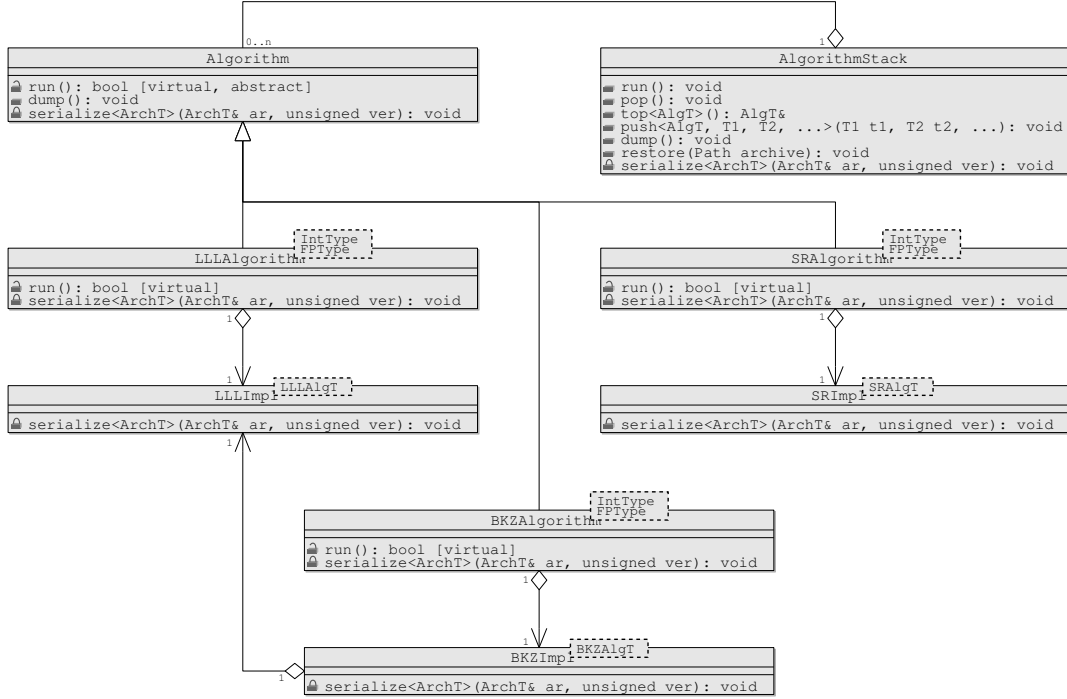 0..n
1
Algorithm
run(): bool [virtual, abstract]
dump(): void
serialize<ArchT>(ArchT& ar, unsigned ver): void
AlgorithmStack
run(): void
pop(): void
top<AlgT>(): AlgT&
push<AlgT, T1, T2, ...>(T1 t1, T2 t2, ...): void
dump(): void
restore(Path archive): void
serialize<ArchT>(ArchT& ar, unsigned ver): void
IntType
FPType
LLLAlgorithm
run(): bool [virtual]
serialize<ArchT>(ArchT& ar, unsigned ver): void
1
1
IntType
FPType
SRAlgorithm
run(): bool [virtual]
serialize<ArchT>(ArchT& ar, unsigned ver): void
1
1
LLLAlgT
LLLImpl
serialize<ArchT>(ArchT& ar, unsigned ver): void
1
SRAlgT
SRImpl
serialize<ArchT>(ArchT& ar, unsigned ver): void
IntType
FPType
BKZAlgorithm
run(): bool [virtual]
serialize<ArchT>(ArchT& ar, unsigned ver): void
1
1
BKZAlgT
BKZImpl
1
serialize<ArchT>(ArchT& ar, unsigned ver): void